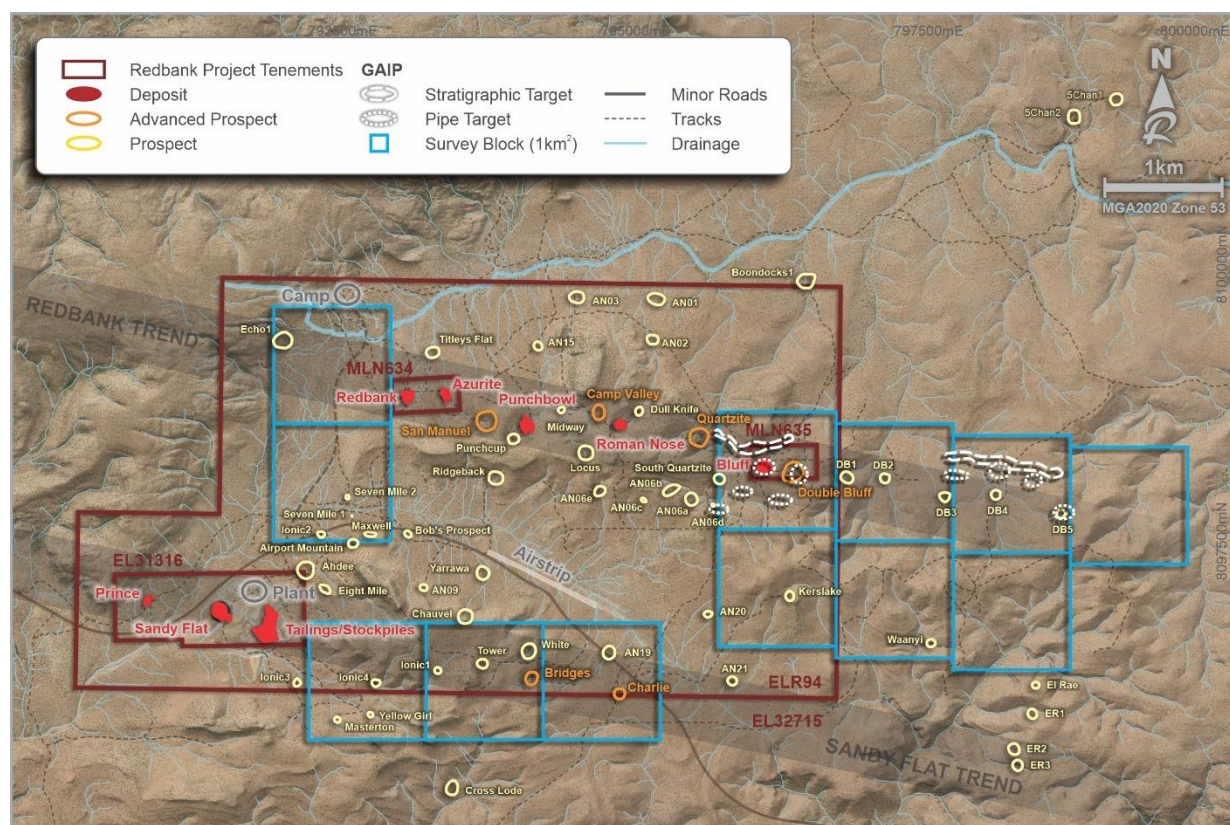 792500mE
795000mE
797500mE
800000mE
Redbank Project Tenements
Deposit
Advanced Prospect
Prospect
GAIP
Stratigraphic Target
Pipe Target
Survey Block (1km²)
Minor Roads
Tracks
Drainage
N
1km
MGA2020 Zone 53
5Chan1
5Chan2
8100000mN
Boondocks1
Camp
AN03
AN01
REDBANK TREND
Echo1
Titleys Flat
AN15
AN02
MLN634
Redbank
Azurite
Punchbowl
Camp Valley
Dull Knife
San Manuel
Midway
Quartzite
Punchcup
Roman Nose
MLN635
Locus
Bluff
Ridgeback
South Quartzite
Double Bluff
DB1
DB2
AN06b
AN06e
AN06c
AN06a
AN06d
DB3
DB4
DB5
Seven Mile 2
Seven Mile 1
Ionic2
Maxwell
Bob's Prospect
Airport Mountain
Airstrip
8097500mN
EL31316
Ahdee
Yarrawa
Prince
Plant
Eight Mile
AN09
Kerslake
Sandy Flat
Chauvel
AN20
Tailings/Stockpiles
Waanyi
White
Tower
AN19
Ionic1
Bridges
Ionic3
Ionic4
AN21
ELR94
El Rae
Charlie
Yellow Girl
Masterton
EL32715
ER1
SANDY FLAT TREND
ER2
ER3
Cross Lode